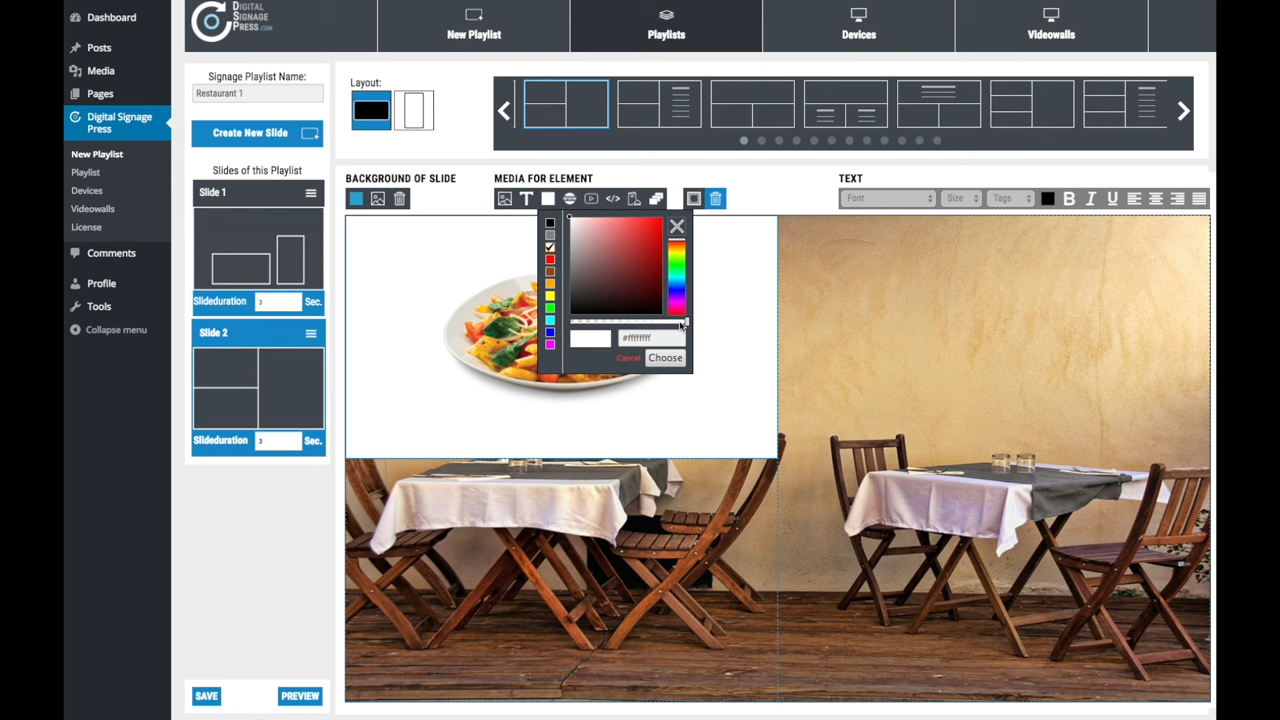 Dashboard
Posts
Media
Pages
Digital Signage
Press
New Playlist
Playlist
Devices
Videowalls
License
Comments
Profile
Tools
Collapse menu
DIGITAL
SIGNAGE
PRESS.COM
New Playlist
Playlists
Devices
Videowalls
Signage Playlist Name:
Restaurant 1
Create New Slide
Slides of this Playlist
Slide 1
Slideduration 3 Sec.
Slide 2
Slideduration 3 Sec.
SAVE
PREVIEW
Layout:
BACKGROUND OF SLIDE
MEDIA FOR ELEMENT
TEXT
Font
Size
Tags
B I U
#ffffffff
Cancel
Choose